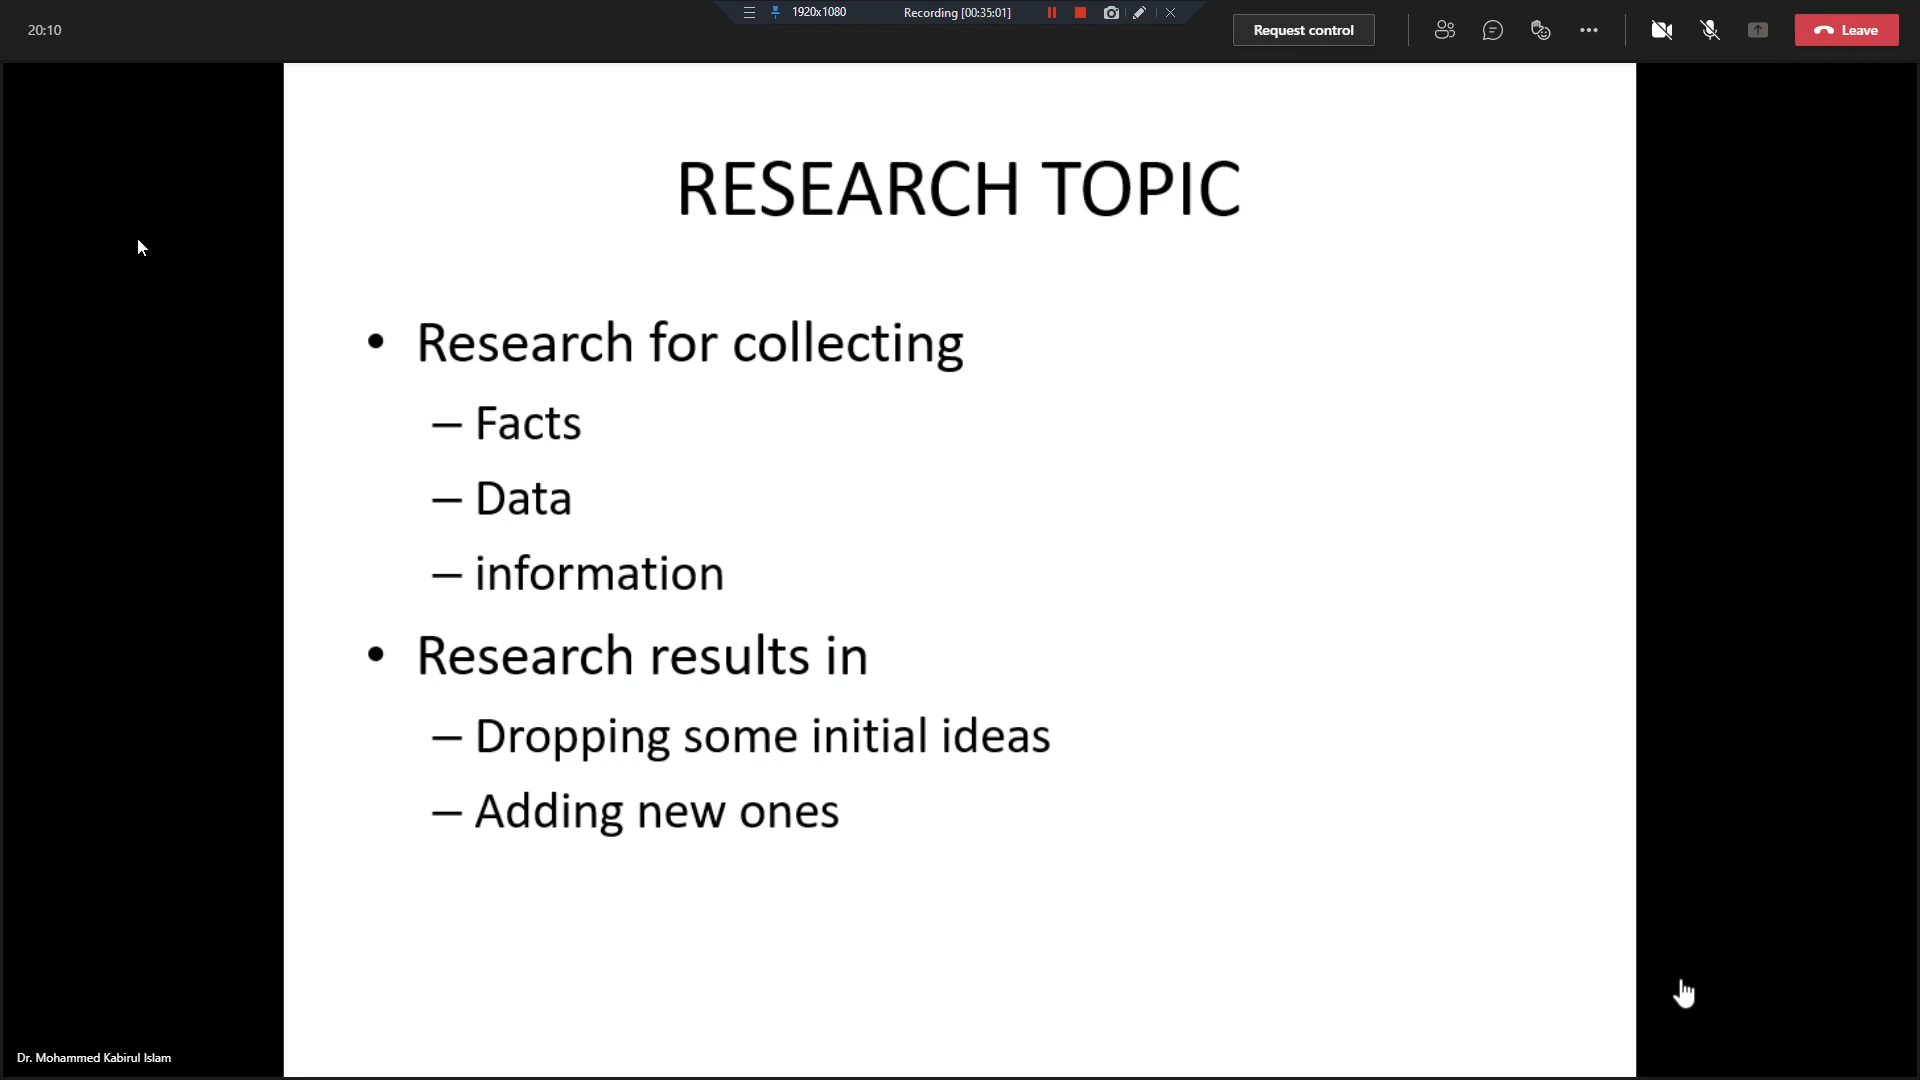 1920x1080 Recording [00:35:01]
20:10 Request control Leave
RESEARCH TOPIC
• Research for collecting
– Facts
– Data
– information
• Research results in
– Dropping some initial ideas
– Adding new ones
Dr. Mohammed Kabirul Islam